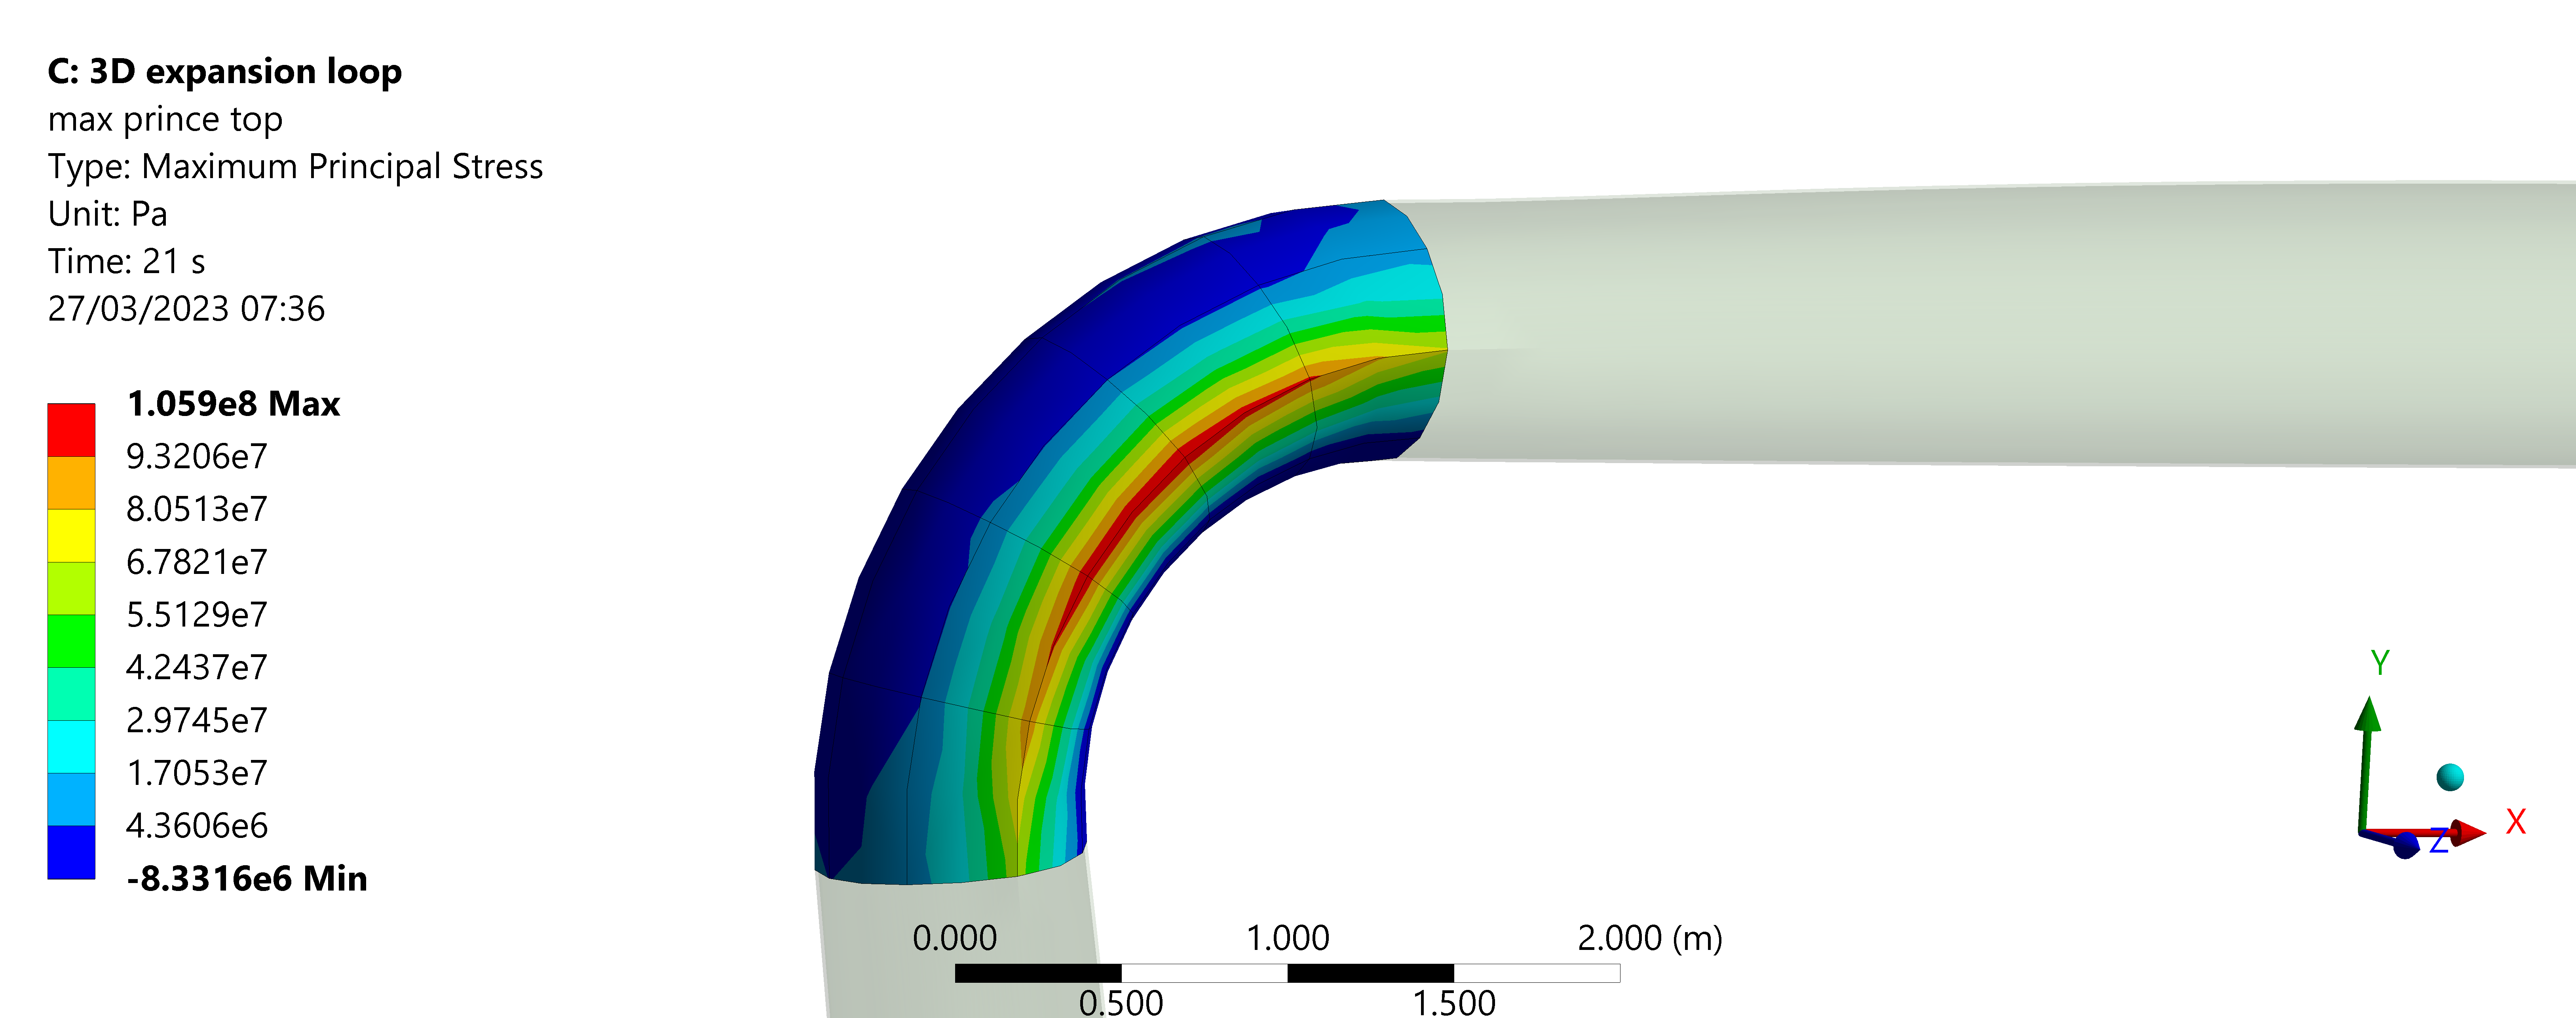 C: 3D expansion loop
max prince top
Type: Maximum Principal Stress
Unit: Pa
Time: 21 s
27/03/2023 07:36
1.059e8 Max
9.3206e7
8.0513e7
6.7821e7
5.5129e7
4.2437e7
2.9745e7
1.7053e7
4.3606e6
-8.3316e6 Min
0.000 1.000 2.000 (m)
0.500 1.500
Y
X
Z